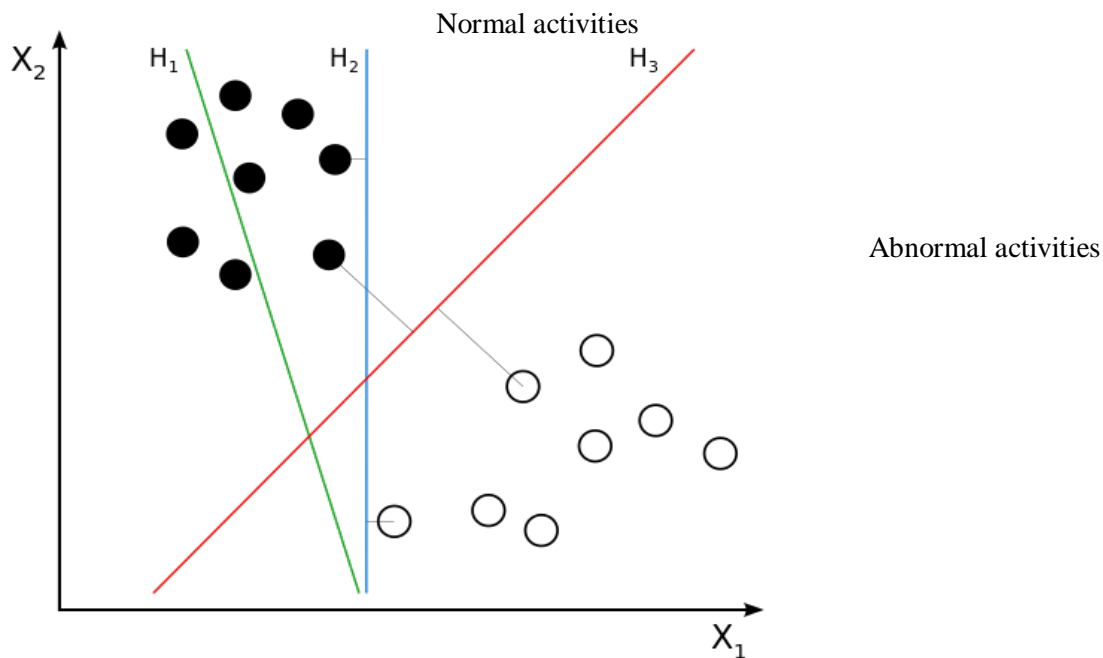 Normal activities
X2
H1
H2
H3
Abnormal activities
X1